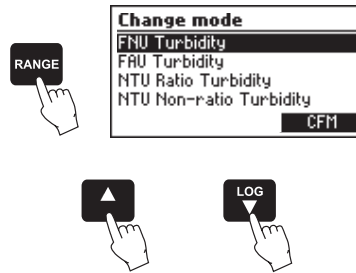 Change mode
FNU Turbidity
FAU Turbidity
NTU Ratio Turbidity
NTU Non-ratio Turbidity
CFM
RANGE
LOG